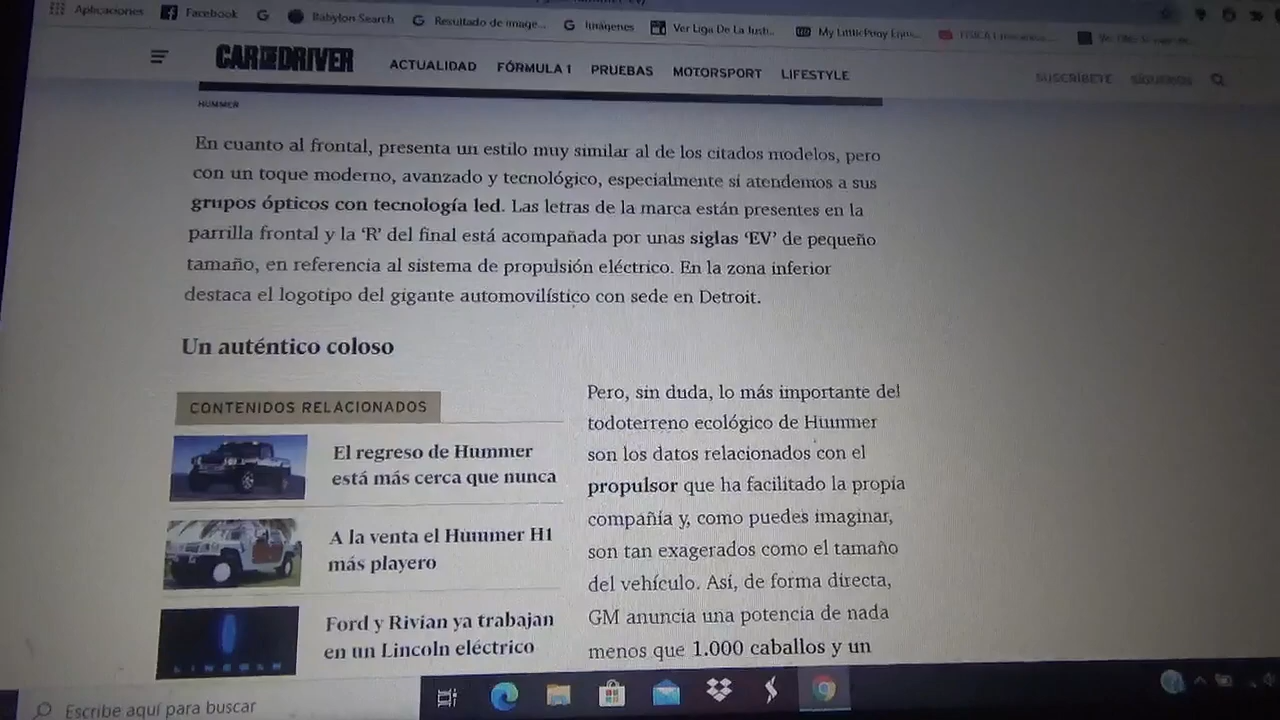 Aplicaciones
Facebook
Babylon Search
Resultado de image...
Imágenes
Ver Liga De La Justi...
CAR AND DRIVER
ACTUALIDAD
FÓRMULA 1
PRUEBAS
MOTORSPORT
LIFESTYLE
SUSCRÍBETE
SÍGUENOS
HUMMER
En cuanto al frontal, presenta un estilo muy similar al de los citados modelos, pero
con un toque moderno, avanzado y tecnológico, especialmente si atendemos a sus
grupos ópticos con tecnología led. Las letras de la marca están presentes en la
parrilla frontal y la ‘R’ del final está acompañada por unas siglas ‘EV’ de pequeño
tamaño, en referencia al sistema de propulsión eléctrico. En la zona inferior
destaca el logotipo del gigante automovilístico con sede en Detroit.
Un auténtico coloso
CONTENIDOS RELACIONADOS
El regreso de Hummer
está más cerca que nunca
A la venta el Hummer H1
más playero
Ford y Rivian ya trabajan
en un Lincoln eléctrico
LINCOLN
Pero, sin duda, lo más importante del
todoterreno ecológico de Hummer
son los datos relacionados con el
propulsor que ha facilitado la propia
compañía y, como puedes imaginar,
son tan exagerados como el tamaño
del vehículo. Así, de forma directa,
GM anuncia una potencia de nada
menos que 1.000 caballos y un
Escribe aquí para buscar